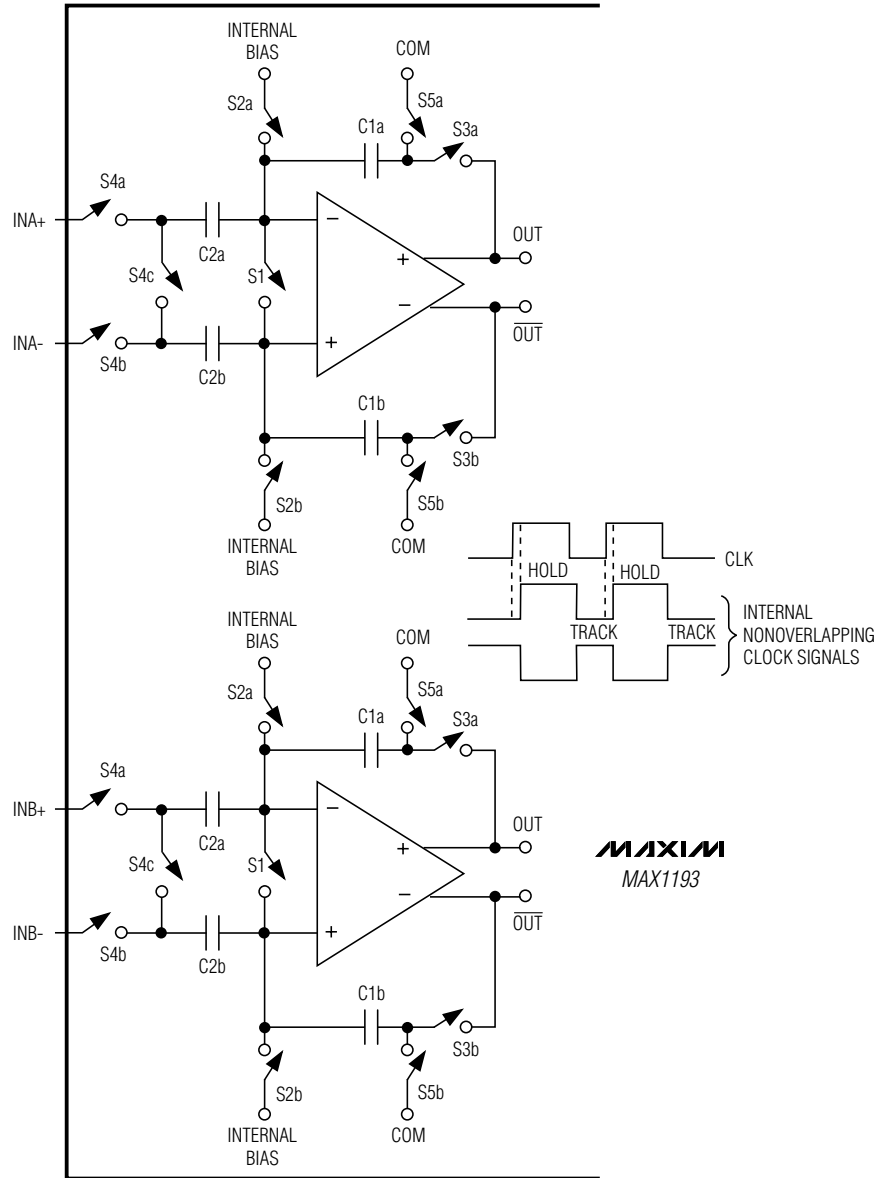 INTERNAL
BIAS
COM
S2a
S5a
C1a
S3a
S4a
INA+
−
C2a
OUT
+
S4c
S1
−
OUT
INA-
+
S4b
C2b
C1b
S3b
S2b
S5b
INTERNAL
BIAS
COM
CLK
HOLD
HOLD
TRACK
TRACK
INTERNAL
NONOVERLAPPING
CLOCK SIGNALS
INTERNAL
BIAS
COM
S2a
S5a
C1a
S3a
S4a
INB+
−
C2a
OUT
+
S4c
S1
−
OUT
INB-
+
S4b
C2b
MAXIM
MAX1193
C1b
S3b
S2b
S5b
INTERNAL
BIAS
COM